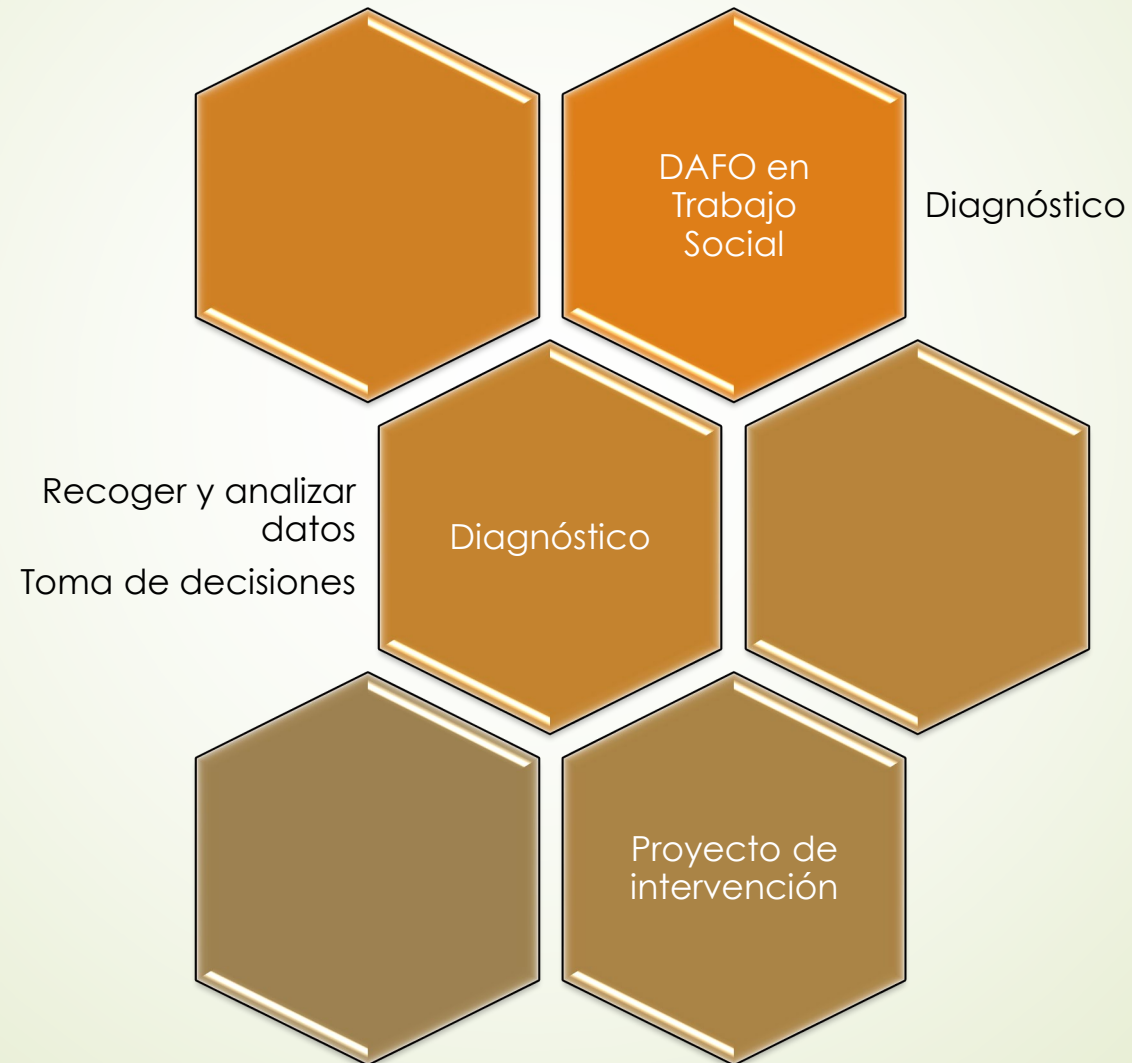 DAFO en
Trabajo
Social
Diagnóstico
Recoger y analizar
datos
Toma de decisiones
Diagnóstico
Proyecto de
intervención